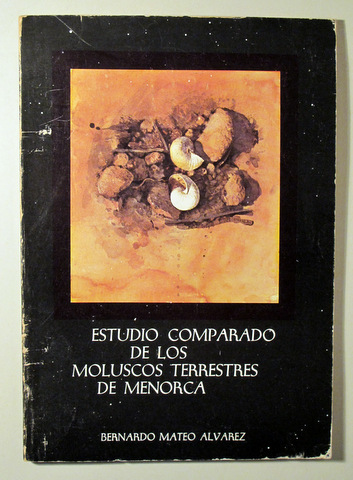 ESTUDIO COMPARADO
DE LOS
MOLUSCOS TERRESTRES
DE MENORCA
BERNARDO MATEO ALVAREZ